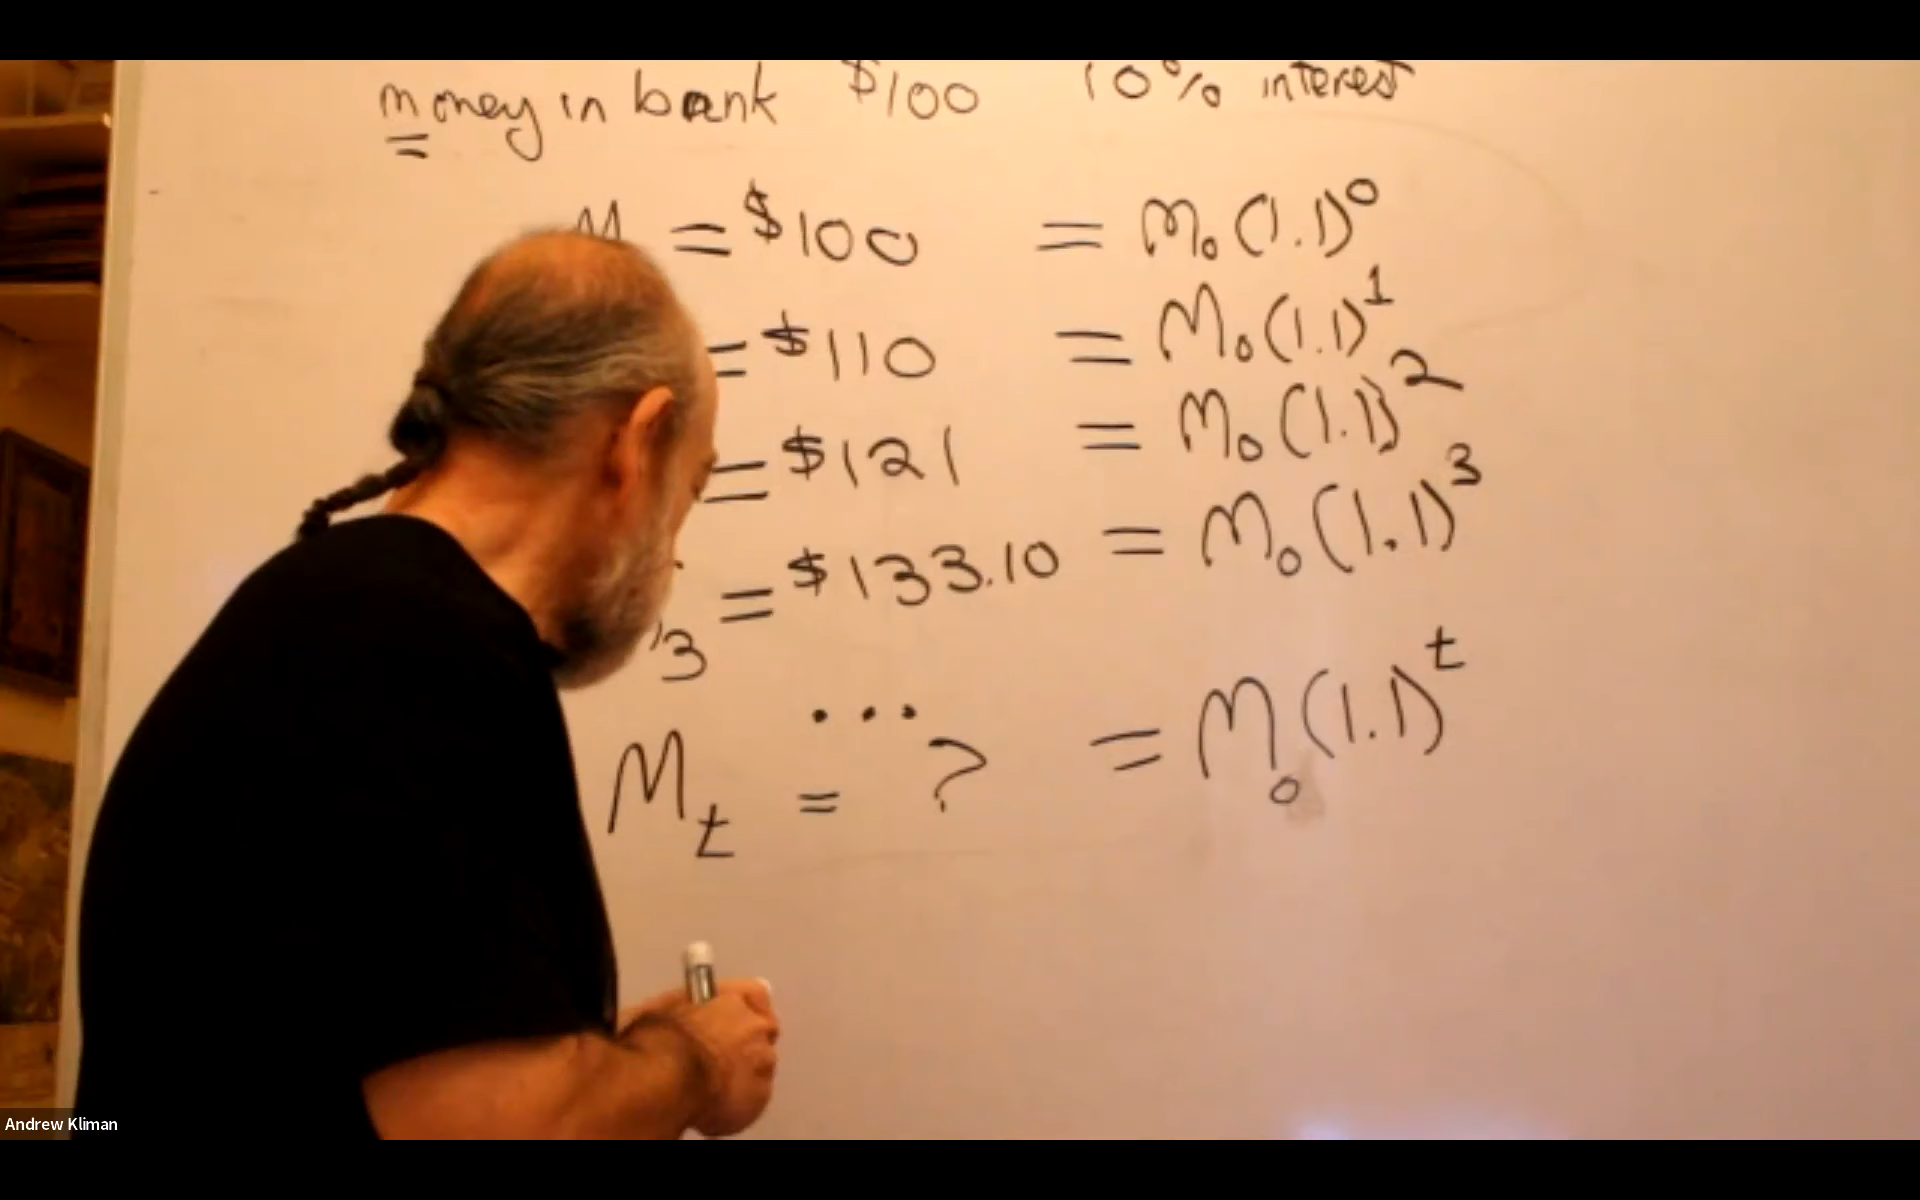 money in bank $100 10% interest
M = $100 = M₀(1.1)⁰
= $110 = M₀(1.1)¹
= $121 = M₀(1.1)²
3 = $133.10 = M₀(1.1)³
...
Mₜ = ? = M₀(1.1)ᵗ
Andrew Kliman